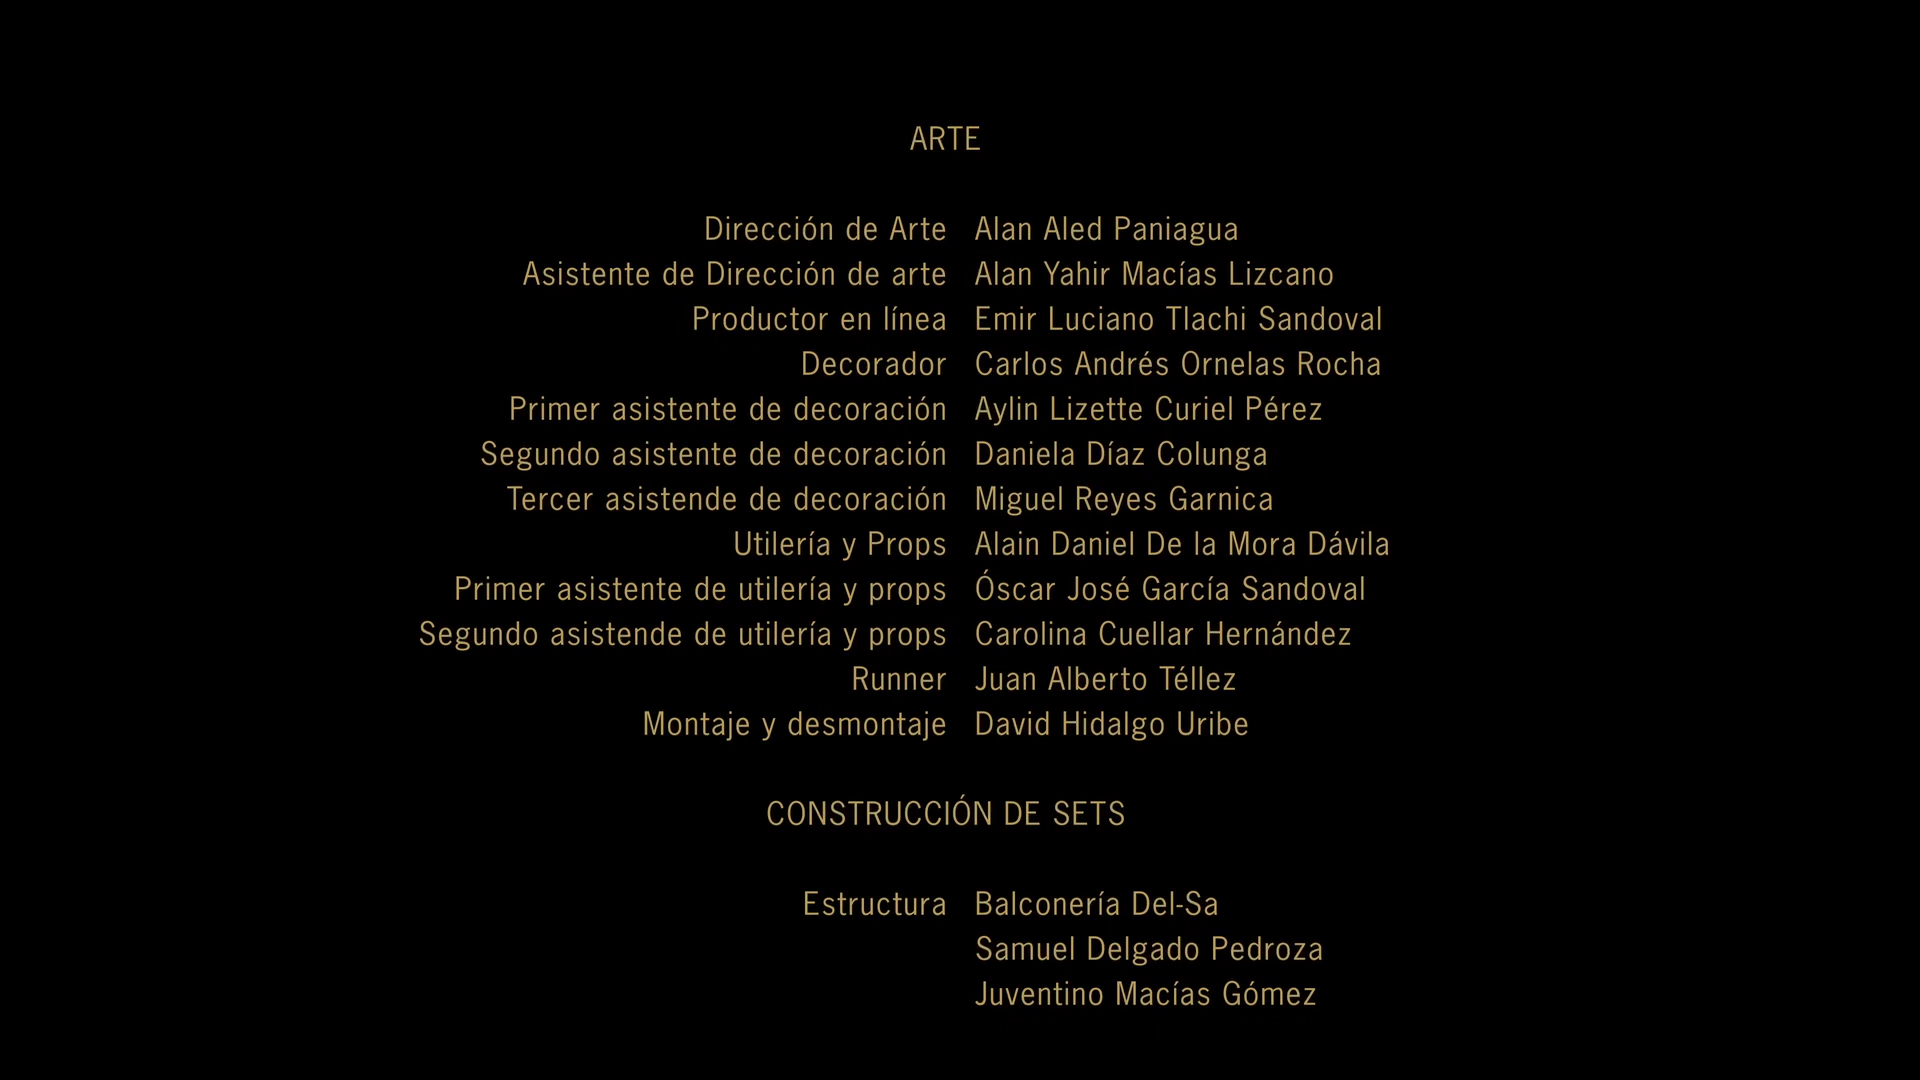 ARTE
Dirección de Arte Alan Aled Paniagua
Asistente de Dirección de arte Alan Yahir Macías Lizcano
Productor en línea Emir Luciano Tlachi Sandoval
Decorador Carlos Andrés Ornelas Rocha
Primer asistente de decoración Aylin Lizette Curiel Pérez
Segundo asistente de decoración Daniela Díaz Colunga
Tercer asistende de decoración Miguel Reyes Garnica
Utilería y Props Alain Daniel De la Mora Dávila
Primer asistente de utilería y props Óscar José García Sandoval
Segundo asistende de utilería y props Carolina Cuellar Hernández
Runner Juan Alberto Téllez
Montaje y desmontaje David Hidalgo Uribe
CONSTRUCCIÓN DE SETS
Estructura Balconería Del-Sa
Samuel Delgado Pedroza
Juventino Macías Gómez